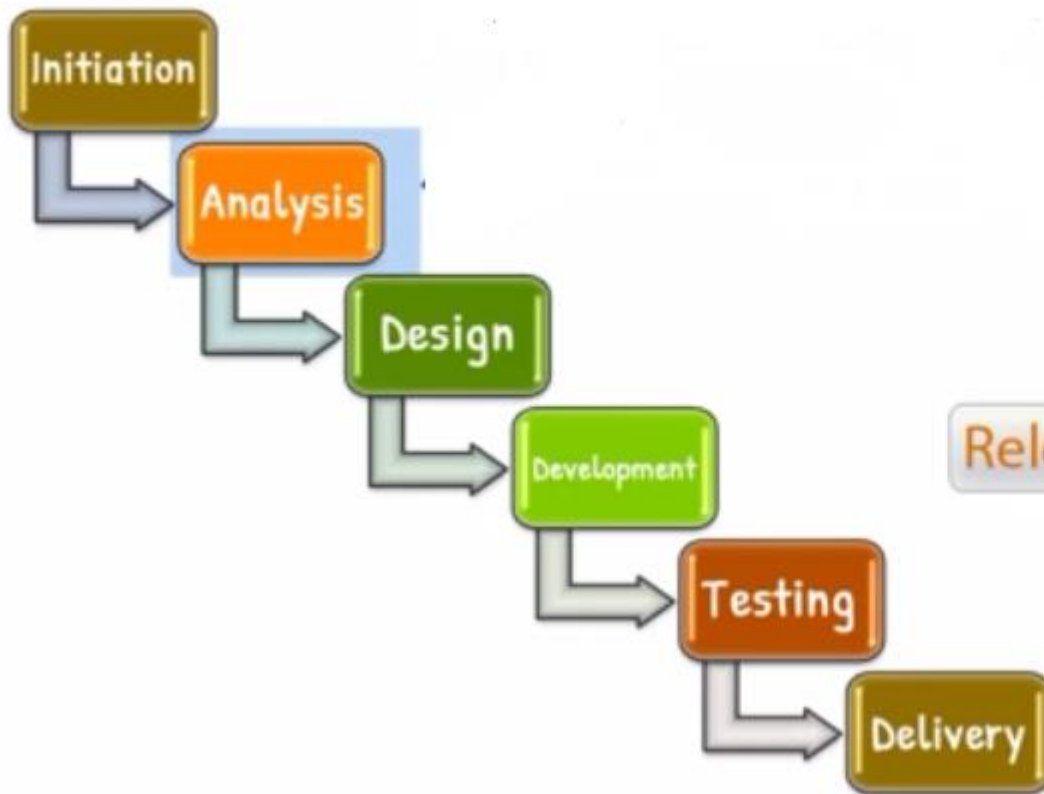 Initiation
Analysis
Design
Development
Testing
Delivery